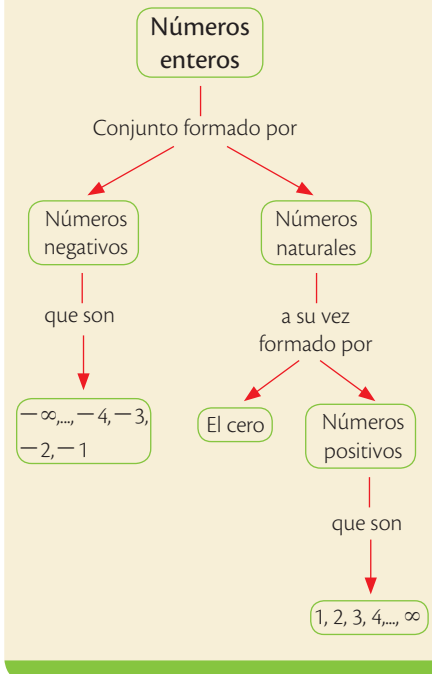 Números
enteros
Conjunto formado por
Números
negativos
que son
−∞,..., −4, −3,
−2, −1
Números
naturales
a su vez
formado por
El cero
Números
positivos
que son
1, 2, 3, 4,..., ∞